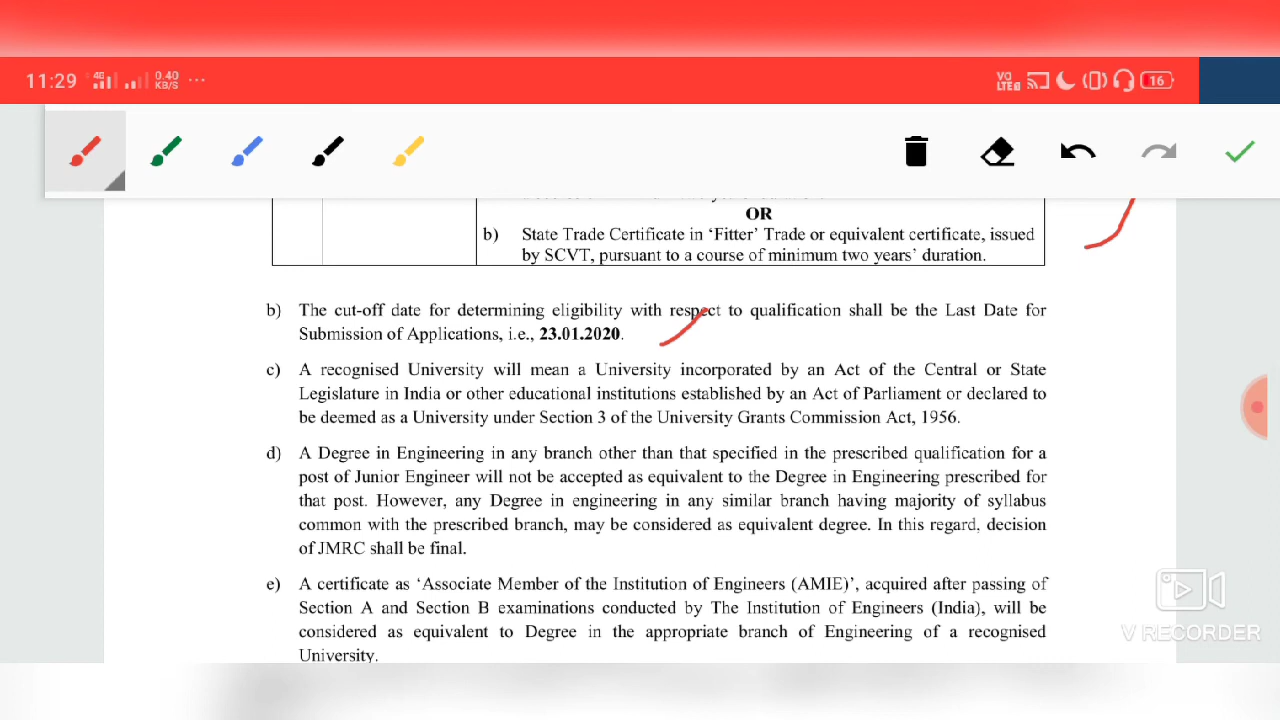 11:29 4G 0.40 KB/S ... VO LTE 16
OR
b) State Trade Certificate in ‘Fitter’ Trade or equivalent certificate, issued
by SCVT, pursuant to a course of minimum two years’ duration.
b) The cut-off date for determining eligibility with respect to qualification shall be the Last Date for
Submission of Applications, i.e., 23.01.2020.
c) A recognised University will mean a University incorporated by an Act of the Central or State
Legislature in India or other educational institutions established by an Act of Parliament or declared to
be deemed as a University under Section 3 of the University Grants Commission Act, 1956.
d) A Degree in Engineering in any branch other than that specified in the prescribed qualification for a
post of Junior Engineer will not be accepted as equivalent to the Degree in Engineering prescribed for
that post. However, any Degree in engineering in any similar branch having majority of syllabus
common with the prescribed branch, may be considered as equivalent degree. In this regard, decision
of JMRC shall be final.
e) A certificate as ‘Associate Member of the Institution of Engineers (AMIE)’, acquired after passing of
Section A and Section B examinations conducted by The Institution of Engineers (India), will be
considered as equivalent to Degree in the appropriate branch of Engineering of a recognised
University.
V RECORDER